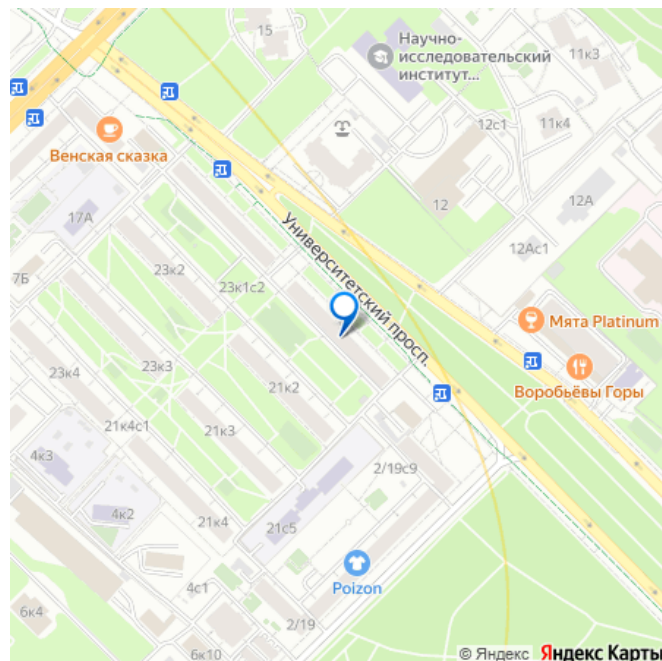 15
Научно-
исследовательский
институт...
11к3
12с1
11к4
Венская сказка
12
12А
17А
Университетский просп.
12Ас1
7Б
23к2
23к1с2
Мята Platinum
23к3
Воробьёвы Горы
23к4
21к2
21к4с1
21к3
4к3
2/19с9
4к2
21к4
21с5
4с1
Poizon
6к4
2/19
6к10
© Яндекс Яндекс Карты